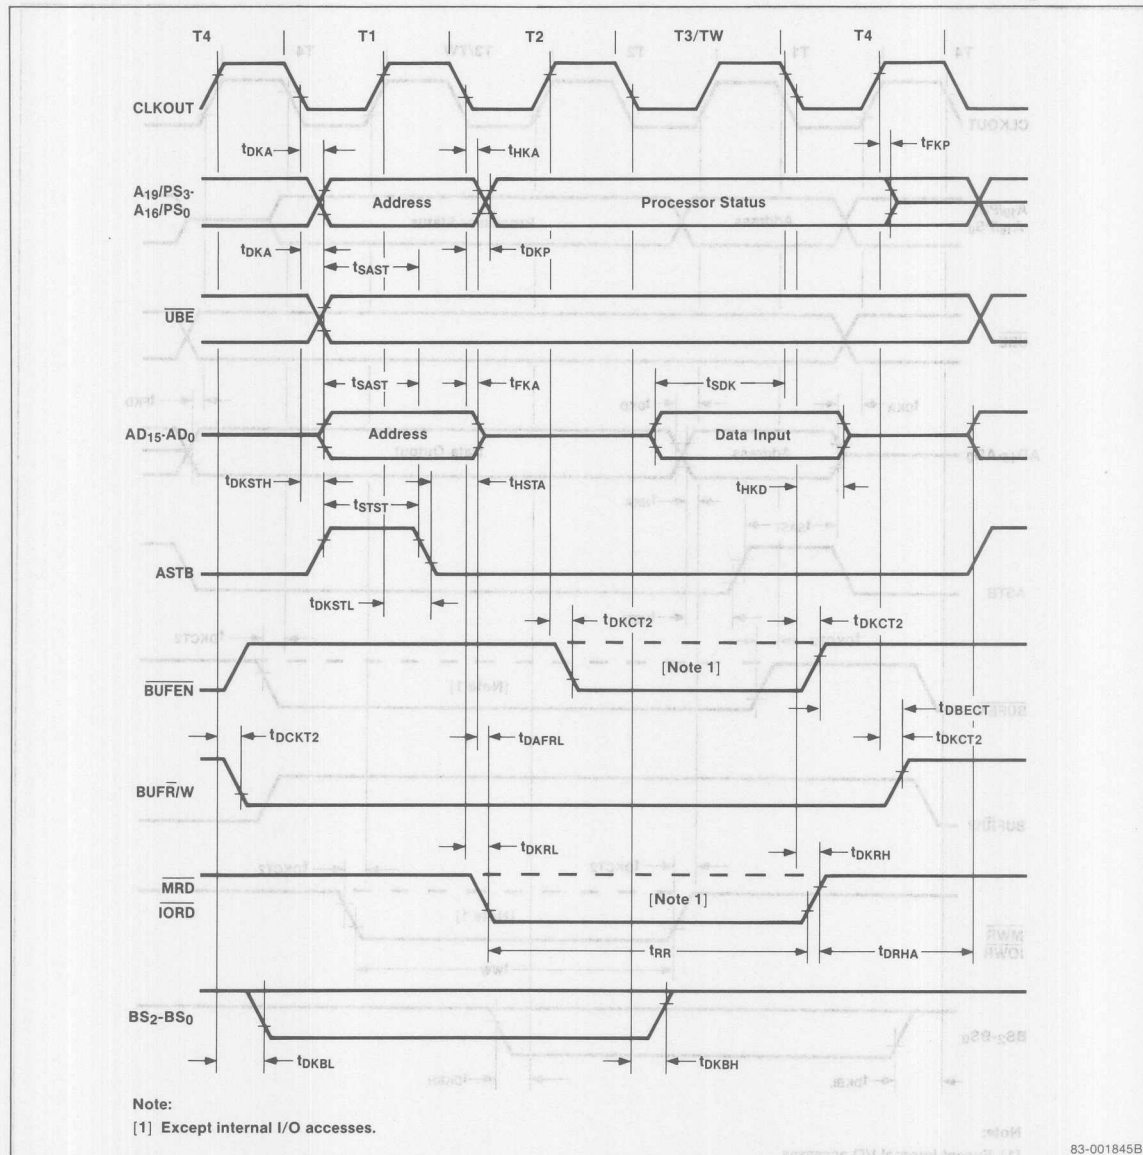 T4 T1 T2 T3/TW T4
CLKOUT
tDKA tHKA tFKP
A19/PS3-
A16/PS0
Address Processor Status
tDKA tSAST tDKP
UBE
tSAST tFKA tSDK
AD15-AD0 Address Data Input
tDKSTH tSTST tHSTA tHKD
ASTB
tDKSTL tDKCT2 tDKCT2
BUFEN [Note 1]
tDCKT2 tDAFRL tDBECT
tDKCT2
BUFR/W
tDKRL tDKRH
MRD
IORD
[Note 1]
tRR tDRHA
BS2-BS0
tDKBL tDKBH
Note:
[1] Except internal I/O accesses.
83-001845B